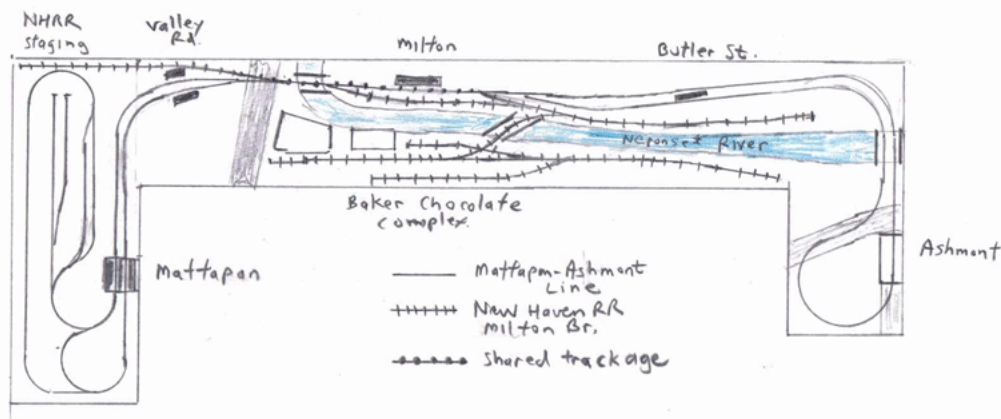 NHRR
staging
Valley
Rd.
Milton
Butler St.
Neponset River
Baker Chocolate
Complex
Mattapan
Ashmont
Mattapan-Ashmont
Line
New Haven RR
Milton Br.
Shared trackage